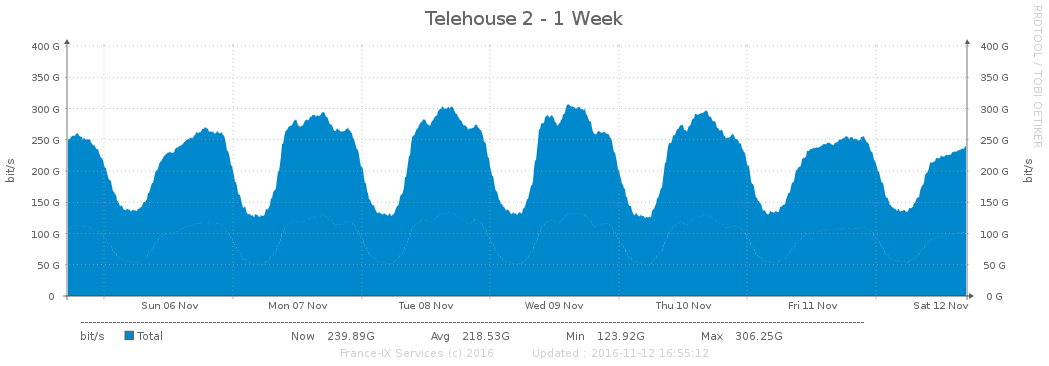 Telehouse 2 - 1 Week
RRDTOOL / TOBI OETIKER
400 G 400 G
350 G 350 G
300 G 300 G
250 G 250 G
200 G 200 G
150 G 150 G
100 G 100 G
50 G 50 G
0 0 G
bit/s bit/s
Sun 06 Nov Mon 07 Nov Tue 08 Nov Wed 09 Nov Thu 10 Nov Fri 11 Nov Sat 12 Nov
bit/s Total Now 239.89G Avg 218.53G Min 123.92G Max 306.25G
France-IX Services (c) 2016 Updated : 2016-11-12 16:55:12